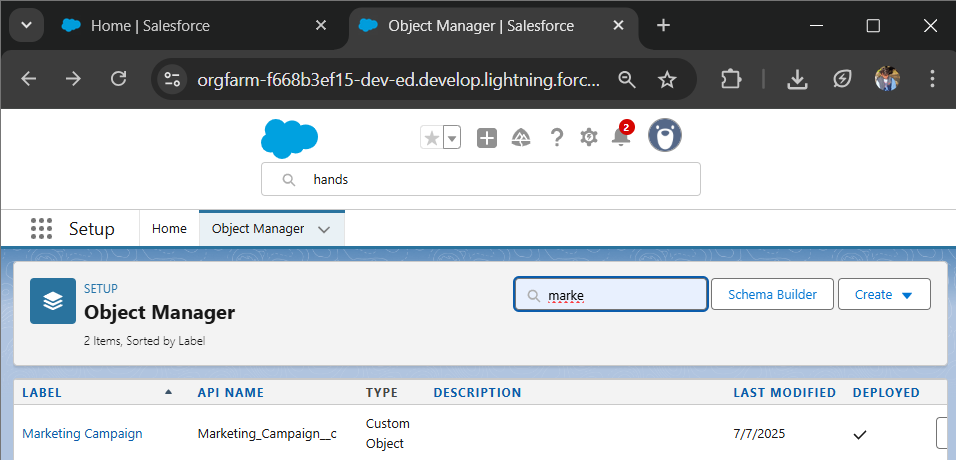 Home | Salesforce
Object Manager | Salesforce
orgfarm-f668b3ef15-dev-ed.develop.lightning.forc...
2
hands
Setup
Home
Object Manager
SETUP
Object Manager
2 Items, Sorted by Label
marke
Schema Builder
Create
LABEL API NAME TYPE DESCRIPTION LAST MODIFIED DEPLOYED
Marketing Campaign Marketing_Campaign__c Custom Object 7/7/2025